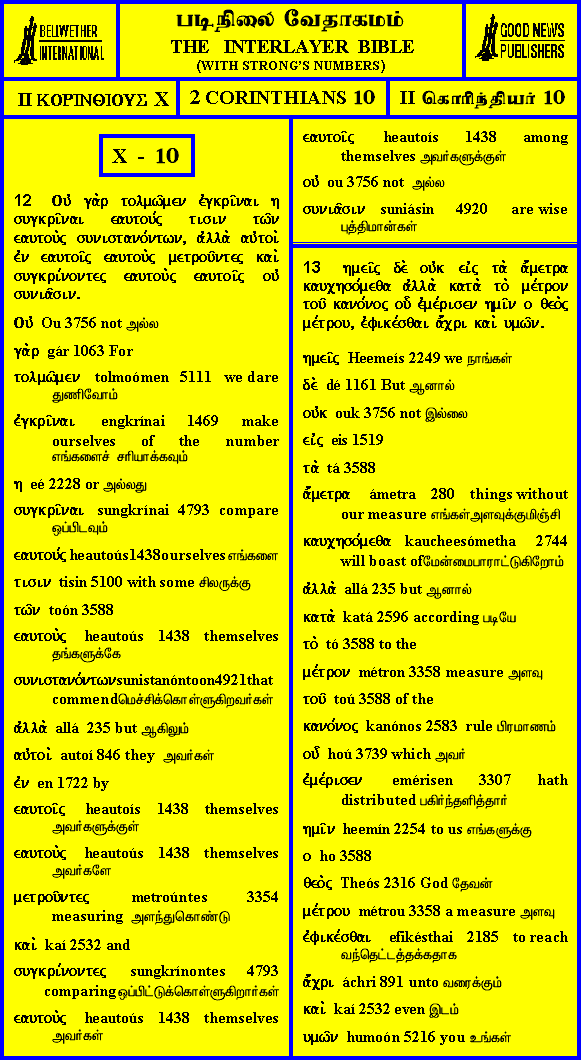 BELLWETHER
INTERNATIONAL
படிநிலை வேதாகமம்
THE INTERLAYER BIBLE
(WITH STRONG'S NUMBERS)
GOOD NEWS
PUBLISHERS
II ΚΟΡΙΝΘΙΟΥΣ X
2 CORINTHIANS 10
II கொரிந்தியர் 10
X - 10
12 Οὐ γὰρ τολμῶμεν ἐγκρῖναι η
συγκρῖναι εαυτούς τισιν τῶν
εαυτοὺς συνιστανόντων, ἀλλὰ αὐτοὶ
ἐν εαυτοῖς εαυτοὺς μετροῦντες καὶ
συγκρίνοντες εαυτοὺς εαυτοῖς οὐ
συνιᾶσιν.
Οὐ Ou 3756 not அல்ல
γὰρ gár 1063 For
τολμῶμεν tolmoómen 5111 we dare
துணிவோம்
ἐγκρῖναι engkrínai 1469 make
ourselves of the number
எங்களைச் சரியாக்கவும்
η eé 2228 or அல்லது
συγκρῖναι sungkrínai 4793 compare
ஒப்பிடவும்
εαυτούς heautoús 1438 ourselves எங்களை
τισιν tisin 5100 with some சிலருக்கு
τῶν toón 3588
εαυτοὺς heautoús 1438 themselves
தங்களுக்கே
συνιστανόντων sunistanóntoon 4921 that
commend மெச்சிக்கொள்ளுகிறவர்கள்
ἀλλὰ allá 235 but ஆகிலும்
αὐτοὶ autoí 846 they அவர்கள்
ἐν en 1722 by
εαυτοῖς heautoís 1438 themselves
அவர்களுக்குள்
εαυτοὺς heautoús 1438 themselves
அவர்களே
μετροῦντες metroúntes 3354
measuring அளந்துகொண்டு
καὶ kaí 2532 and
συγκρίνοντες sungkrínontes 4793
comparing ஒப்பிட்டுக்கொள்ளுகிறார்கள்
εαυτοὺς heautoús 1438 themselves
அவர்கள்
εαυτοῖς heautoís 1438 among
themselves அவர்களுக்குள்
οὐ ou 3756 not அல்ல
συνιᾶσιν suniásin 4920 are wise
புத்திமான்கள்
13 ημεῖς δὲ οὐκ εἰς τὰ ἄμετρα
καυχησόμεθα ἀλλὰ κατὰ τὸ μέτρον
τοῦ κανόνος οὗ ἐμέρισεν ημῖν ο θεὸς
μέτρου, ἐφικέσθαι ἄχρι καὶ υμῶν.
ημεῖς Heemeís 2249 we நாங்கள்
δὲ dé 1161 But ஆனால்
οὐκ ouk 3756 not இல்லை
εἰς eis 1519
τὰ tá 3588
ἄμετρα ámetra 280 things without
our measure எங்கள்அளவுக்குமிஞ்சி
καυχησόμεθα kaucheesómetha 2744
will boast of மேன்மைபாராட்டுகிறோம்
ἀλλὰ allá 235 but ஆனால்
κατὰ katá 2596 according படியே
τὸ tó 3588 to the
μέτρον métron 3358 measure அளவு
τοῦ toú 3588 of the
κανόνος kanónos 2583 rule பிரமாணம்
οὗ hoú 3739 which அவர்
ἐμέρισεν emérisen 3307 hath
distributed பகிர்ந்தளித்தார்
ημῖν heemín 2254 to us எங்களுக்கு
ο ho 3588
θεὸς Theós 2316 God தேவன்
μέτρου métrou 3358 a measure அளவு
ἐφικέσθαι efikésthai 2185 to reach
வந்தெட்டத்தக்கதாக
ἄχρι áchri 891 unto வரைக்கும்
καὶ kaí 2532 even இடம்
υμῶν humoón 5216 you உங்கள்